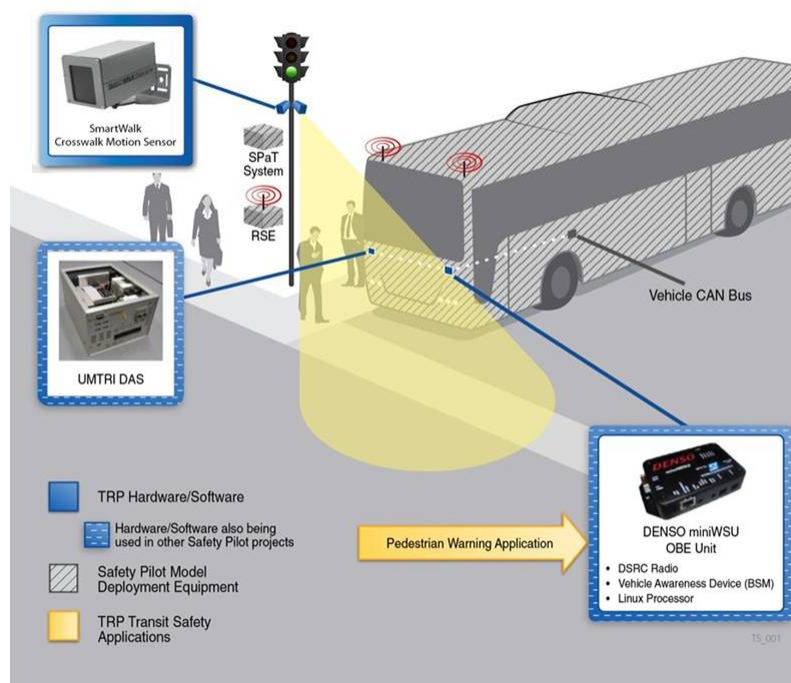 SmartWalk
Crosswalk Motion Sensor
SPaT
System
RSE
Vehicle CAN Bus
UMTRI DAS
DENSO
DENSO miniWSU
OBE Unit
• DSRC Radio
• Vehicle Awareness Device (BSM)
• Linux Processor
Pedestrian Warning Application
TRP Hardware/Software
Hardware/Software also being
used in other Safety Pilot projects
Safety Pilot Model
Deployment Equipment
TRP Transit Safety
Applications
TS_001